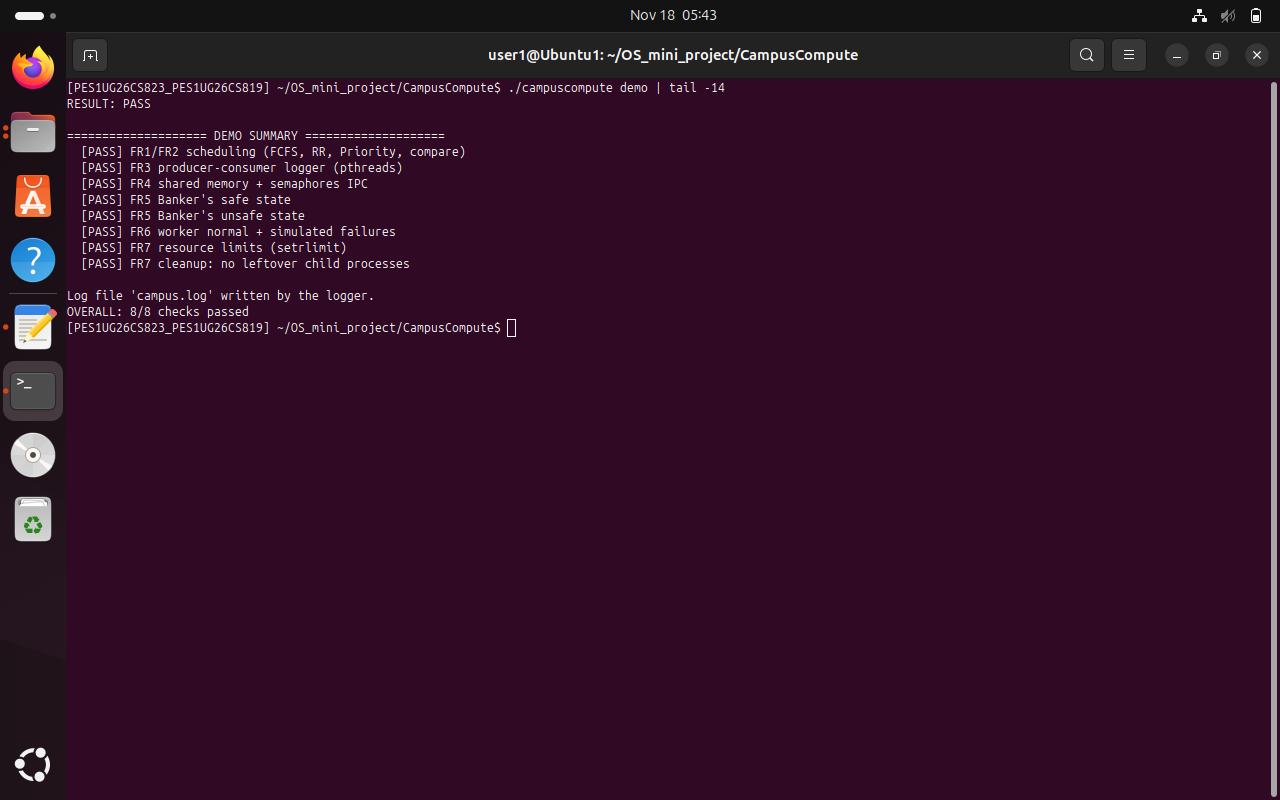 Nov 18 05:43
user1@Ubuntu1: ~/OS_mini_project/CampusCompute
[PES1UG26CS823_PES1UG26CS819] ~/OS_mini_project/CampusCompute$ ./campuscompute demo | tail -14
RESULT: PASS
==================== DEMO SUMMARY ====================
[PASS] FR1/FR2 scheduling (FCFS, RR, Priority, compare)
[PASS] FR3 producer-consumer logger (pthreads)
[PASS] FR4 shared memory + semaphores IPC
[PASS] FR5 Banker's safe state
[PASS] FR5 Banker's unsafe state
[PASS] FR6 worker normal + simulated failures
[PASS] FR7 resource limits (setrlimit)
[PASS] FR7 cleanup: no leftover child processes
Log file 'campus.log' written by the logger.
OVERALL: 8/8 checks passed
[PES1UG26CS823_PES1UG26CS819] ~/OS_mini_project/CampusCompute$